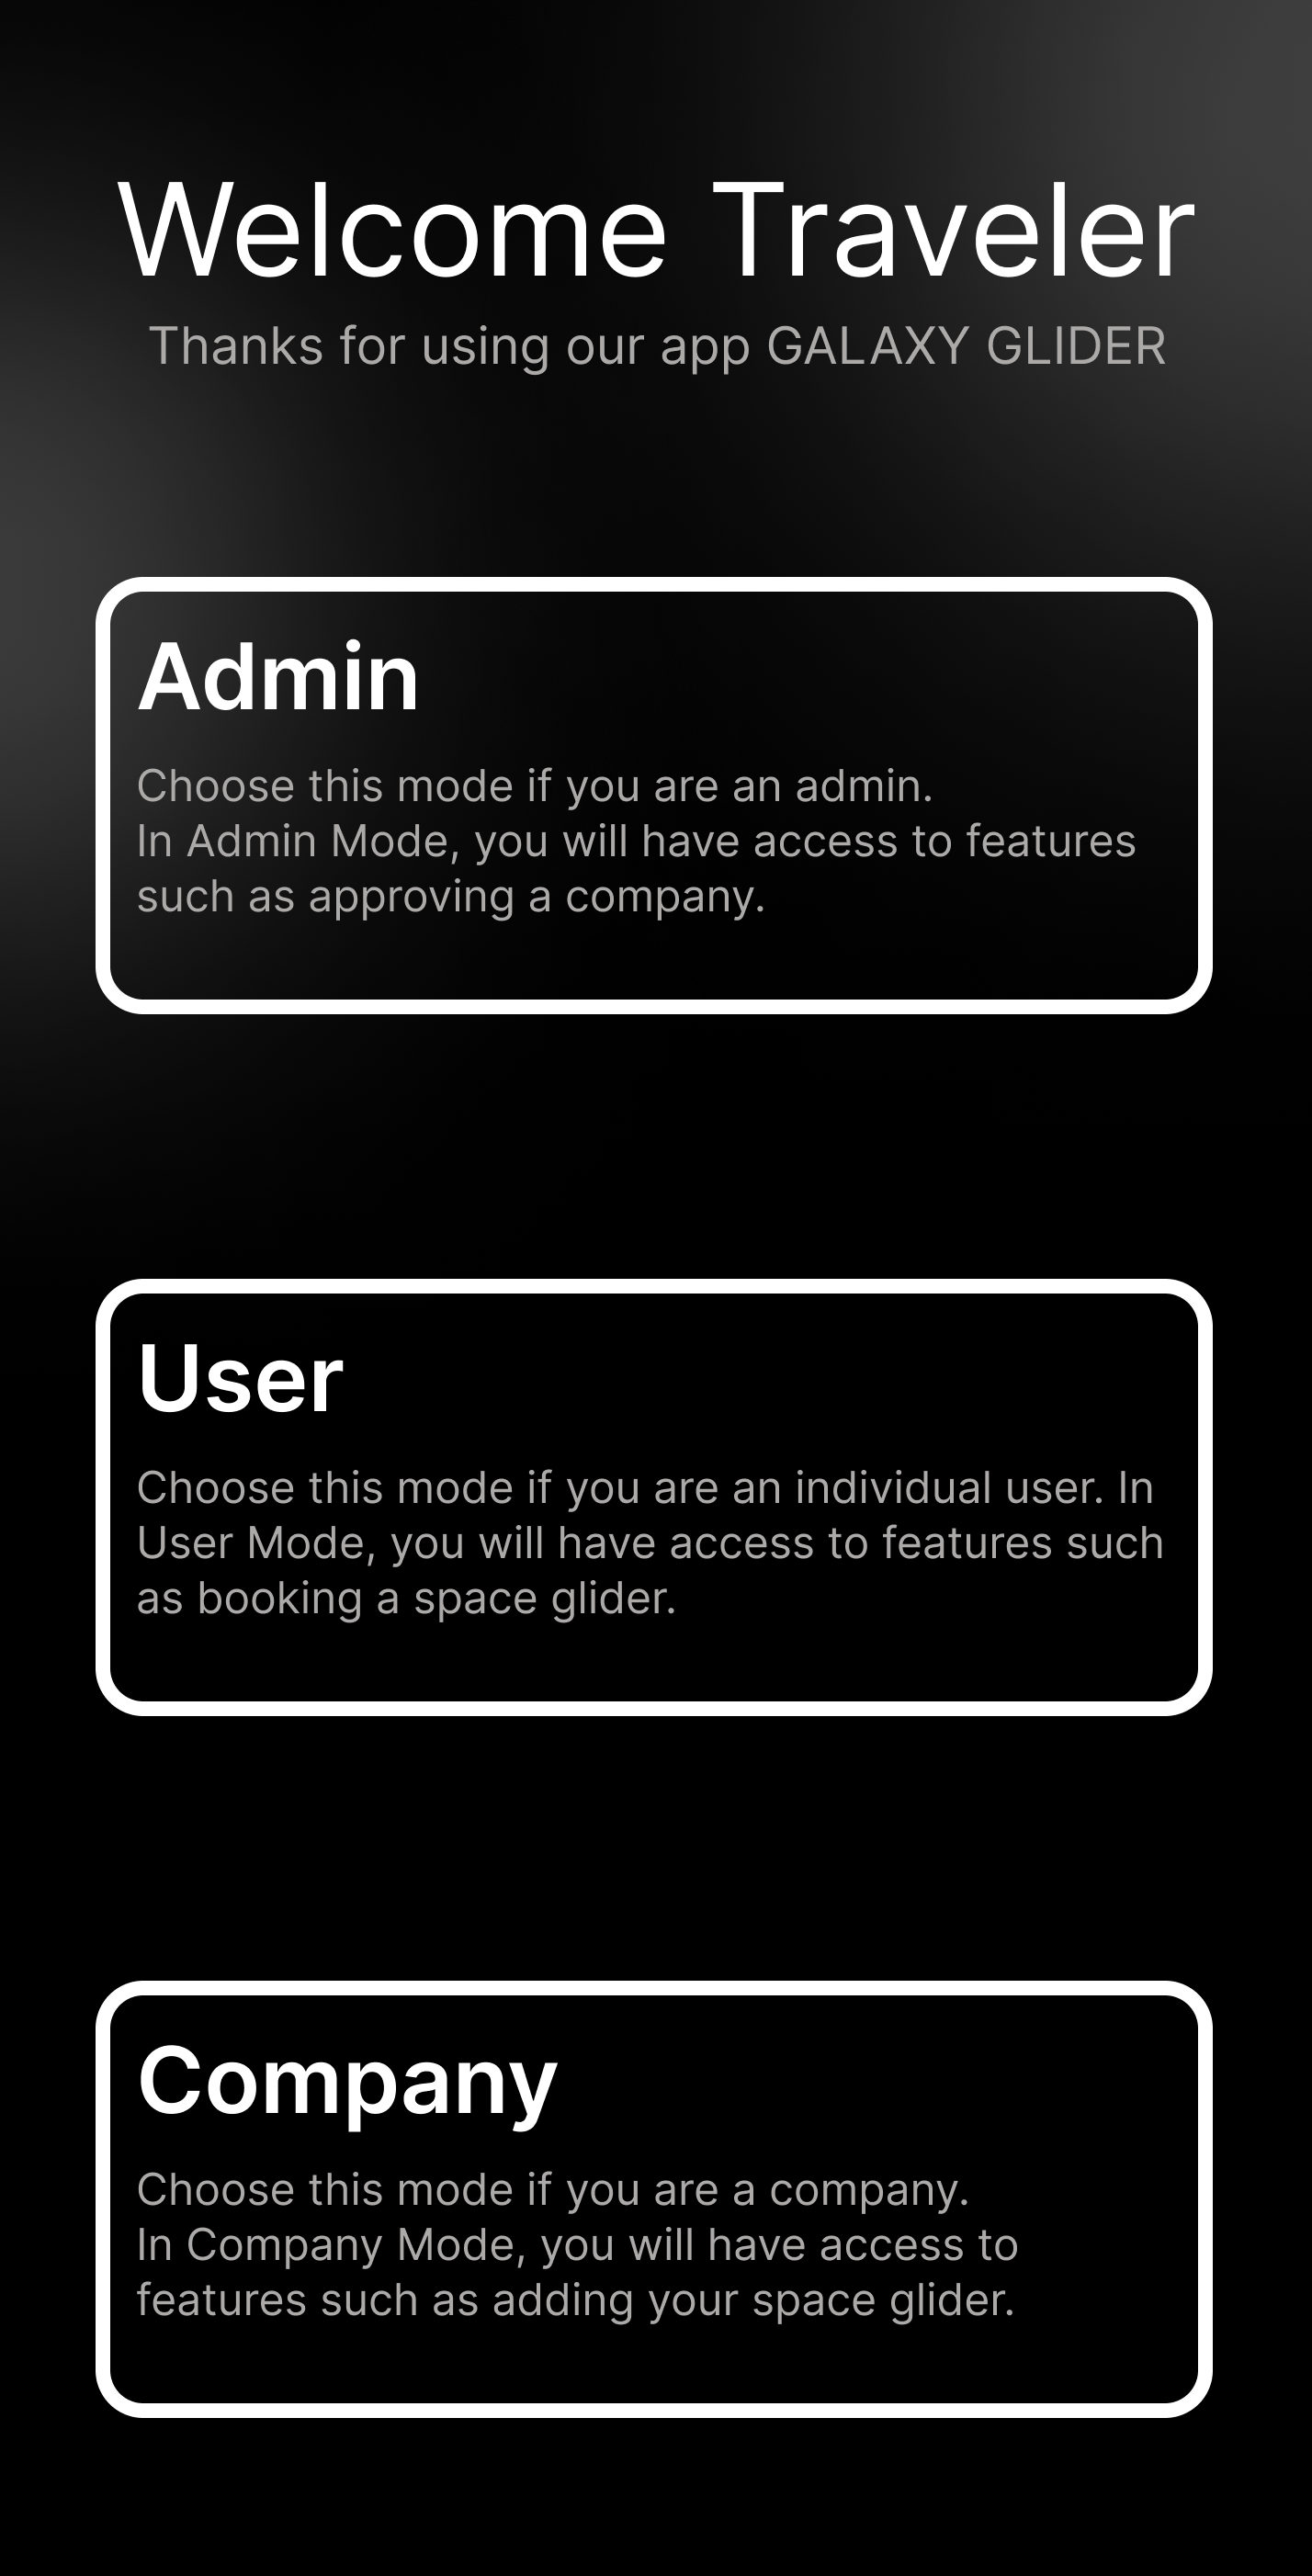 Welcome Traveler
Thanks for using our app GALAXY GLIDER
Admin
Choose this mode if you are an admin.
In Admin Mode, you will have access to features
such as approving a company.
User
Choose this mode if you are an individual user. In
User Mode, you will have access to features such
as booking a space glider.
Company
Choose this mode if you are a company.
In Company Mode, you will have access to
features such as adding your space glider.